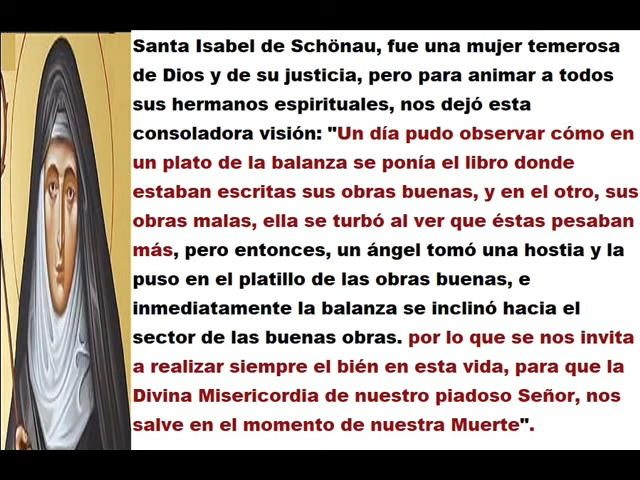 Santa Isabel de Schönau, fue una mujer temerosa
de Dios y de su justicia, pero para animar a todos
sus hermanos espirituales, nos dejó esta
consoladora visión: "Un día pudo observar cómo en
un plato de la balanza se ponía el libro donde
estaban escritas sus obras buenas, y en el otro, sus
obras malas, ella se turbó al ver que éstas pesaban
más, pero entonces, un ángel tomó una hostia y la
puso en el platillo de las obras buenas, e
inmediatamente la balanza se inclinó hacia el
sector de las buenas obras. por lo que se nos invita
a realizar siempre el bién en esta vida, para que la
Divina Misericordia de nuestro piadoso Señor, nos
salve en el momento de nuestra Muerte".